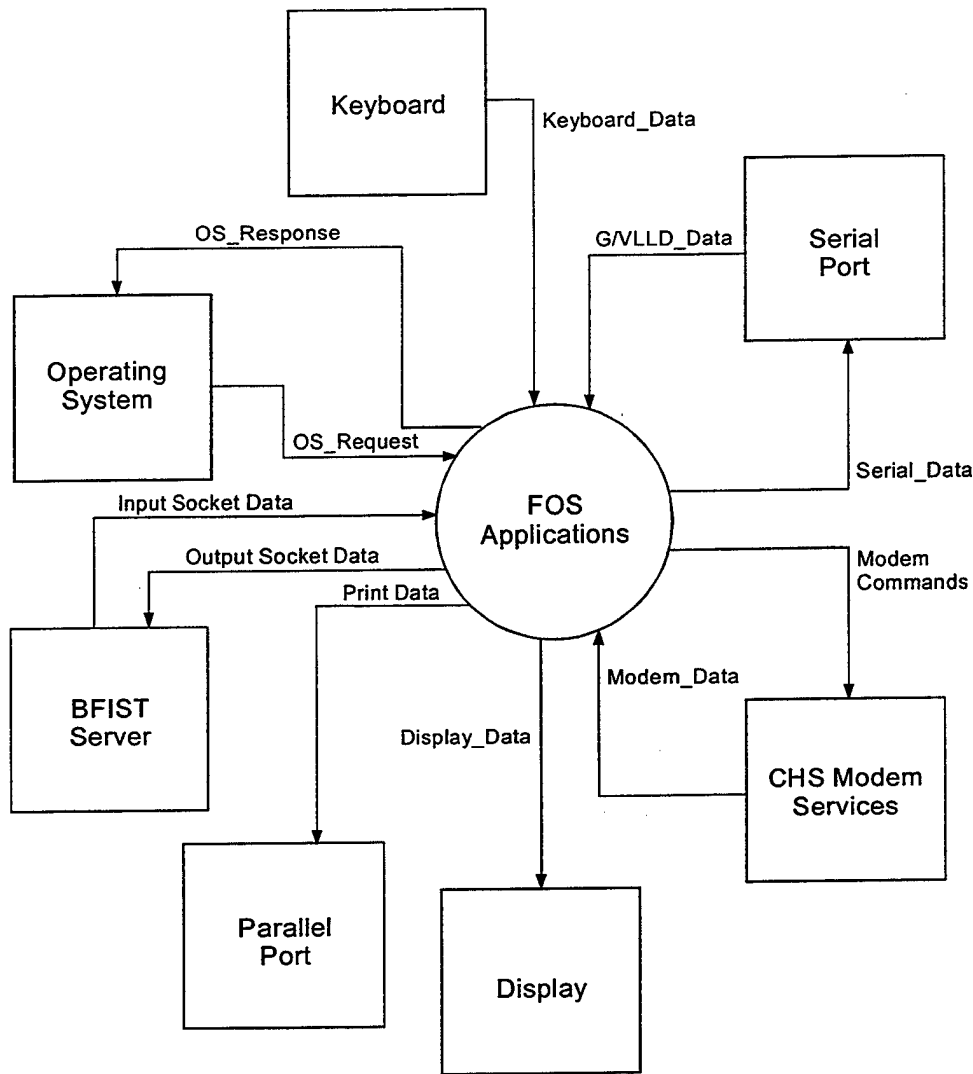 Keyboard
Keyboard_Data
OS_Response
G/VLLD_Data
Serial
Port
Operating
System
OS_Request
Serial_Data
FOS
Applications
Input Socket Data
Output Socket Data
Print Data
Modem
Commands
BFIST
Server
Modem_Data
Display_Data
CHS Modem
Services
Parallel
Port
Display